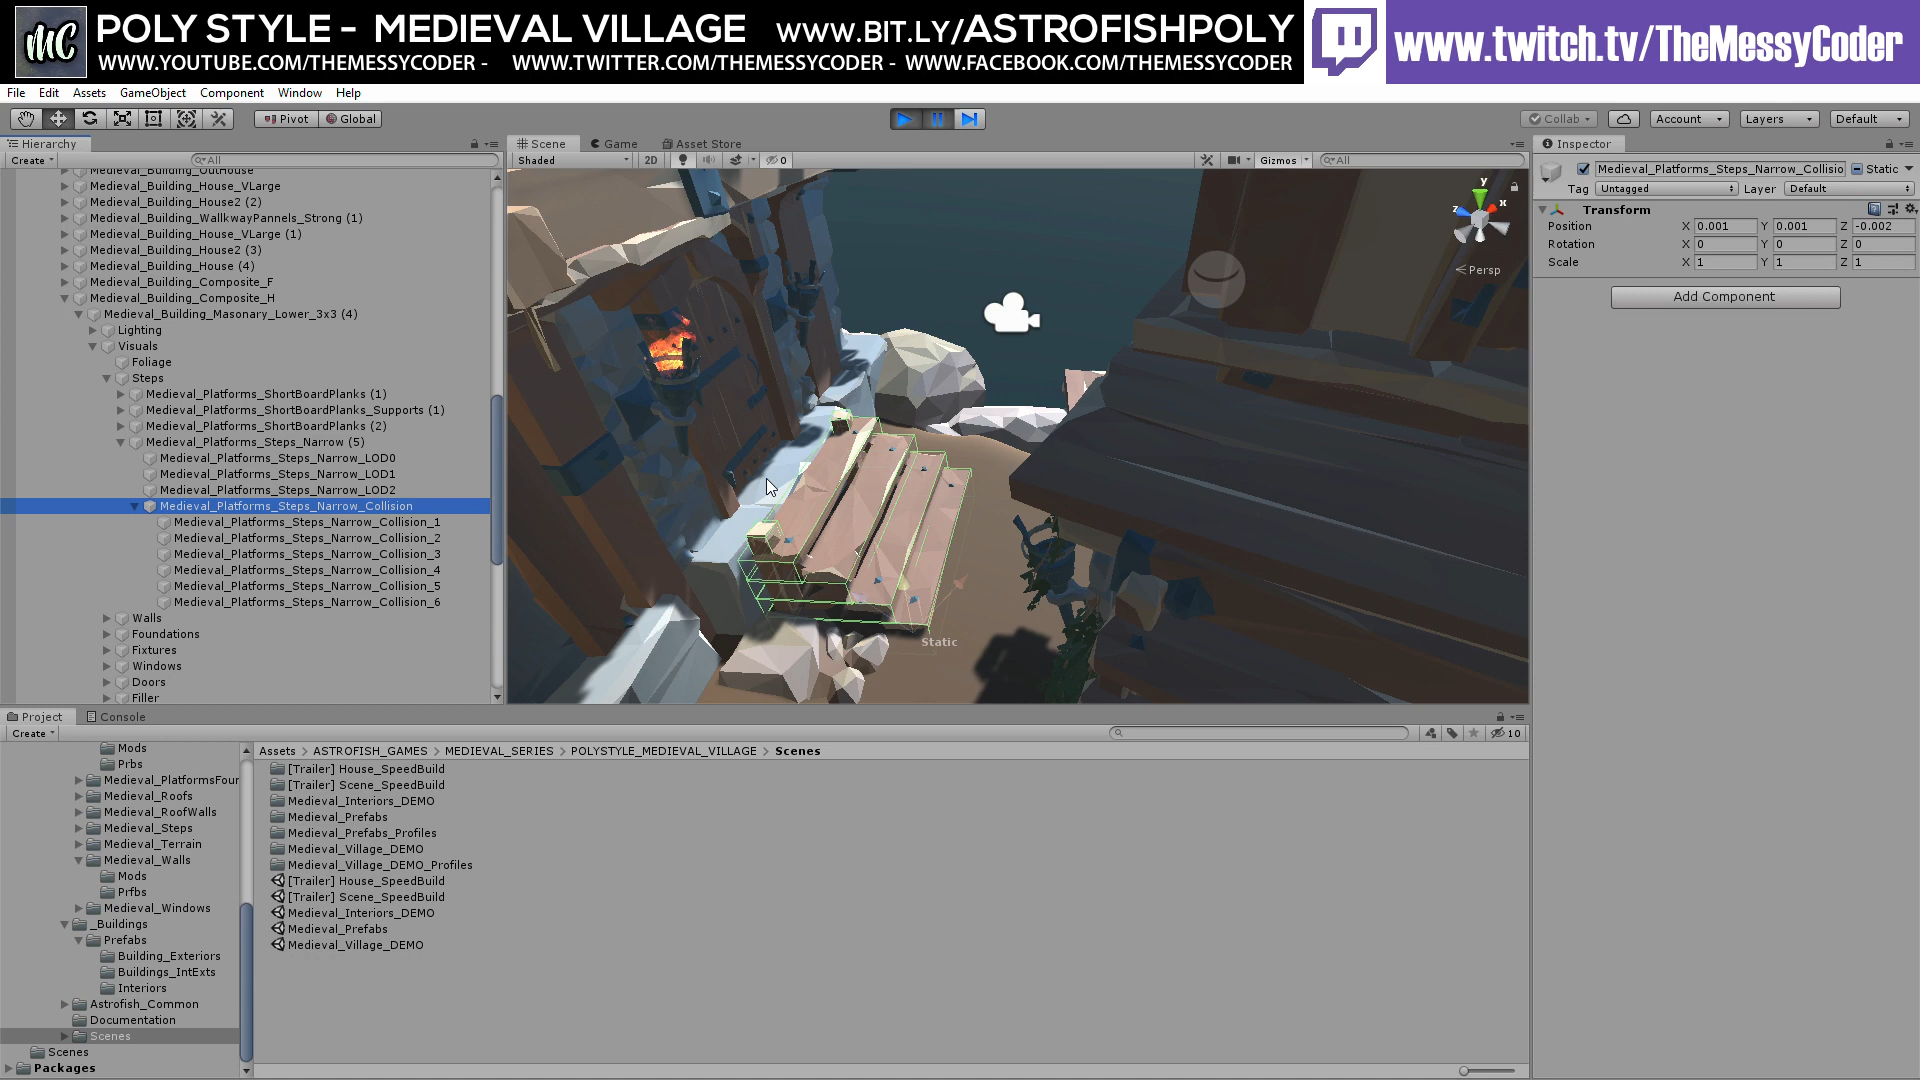 MC POLY STYLE - MEDIEVAL VILLAGE WWW.BIT.LY/ASTROFISHPOLY
WWW.YOUTUBE.COM/THEMESSYCODER - WWW.TWITTER.COM/THEMESSYCODER - WWW.FACEBOOK.COM/THEMESSYCODER
www.twitch.tv/TheMessyCoder
File Edit Assets GameObject Component Window Help
Pivot Global Collab Account Layers Default
Hierarchy
Create All
Medieval_Building_OutHouse
Medieval_Building_House_VLarge
Medieval_Building_House2 (2)
Medieval_Building_WallkwayPannels_Strong (1)
Medieval_Building_House_VLarge (1)
Medieval_Building_House2 (3)
Medieval_Building_House (4)
Medieval_Building_Composite_F
Medieval_Building_Composite_H
Medieval_Building_Masonary_Lower_3x3 (4)
Lighting
Visuals
Foliage
Steps
Medieval_Platforms_ShortBoardPlanks (1)
Medieval_Platforms_ShortBoardPlanks_Supports (1)
Medieval_Platforms_ShortBoardPlanks (2)
Medieval_Platforms_Steps_Narrow (5)
Medieval_Platforms_Steps_Narrow_LOD0
Medieval_Platforms_Steps_Narrow_LOD1
Medieval_Platforms_Steps_Narrow_LOD2
Medieval_Platforms_Steps_Narrow_Collision
Medieval_Platforms_Steps_Narrow_Collision_1
Medieval_Platforms_Steps_Narrow_Collision_2
Medieval_Platforms_Steps_Narrow_Collision_3
Medieval_Platforms_Steps_Narrow_Collision_4
Medieval_Platforms_Steps_Narrow_Collision_5
Medieval_Platforms_Steps_Narrow_Collision_6
Walls
Foundations
Fixtures
Windows
Doors
Filler
Scene Game Asset Store
Shaded 2D 0 Gizmos All
y
z x
Persp
Static
Inspector
Medieval_Platforms_Steps_Narrow_Collisio Static
Tag Untagged Layer Default
Transform
Position X 0.001 Y 0.001 Z -0.002
Rotation X 0 Y 0 Z 0
Scale X 1 Y 1 Z 1
Add Component
Project Console
Create 10
Mods
Prbs
Medieval_PlatformsFour
Medieval_Roofs
Medieval_RoofWalls
Medieval_Steps
Medieval_Terrain
Medieval_Walls
Mods
Prfbs
Medieval_Windows
_Buildings
Prefabs
Building_Exteriors
Buildings_IntExts
Interiors
Astrofish_Common
Documentation
Scenes
Scenes
Packages
Assets > ASTROFISH_GAMES > MEDIEVAL_SERIES > POLYSTYLE_MEDIEVAL_VILLAGE > Scenes
[Trailer] House_SpeedBuild
[Trailer] Scene_SpeedBuild
Medieval_Interiors_DEMO
Medieval_Prefabs
Medieval_Prefabs_Profiles
Medieval_Village_DEMO
Medieval_Village_DEMO_Profiles
[Trailer] House_SpeedBuild
[Trailer] Scene_SpeedBuild
Medieval_Interiors_DEMO
Medieval_Prefabs
Medieval_Village_DEMO